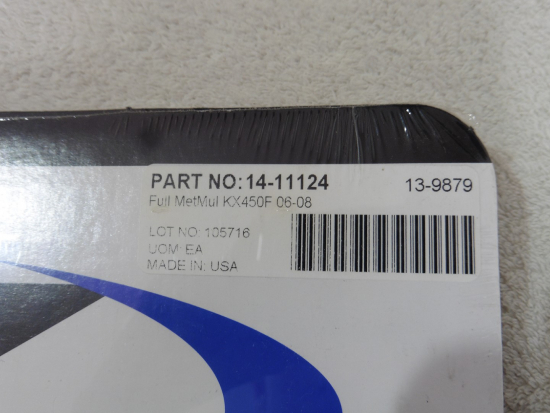 PART NO: 14-11124 13-9879
Full MetMul KX450F 06-08
LOT NO: 105716
UOM: EA
MADE IN: USA